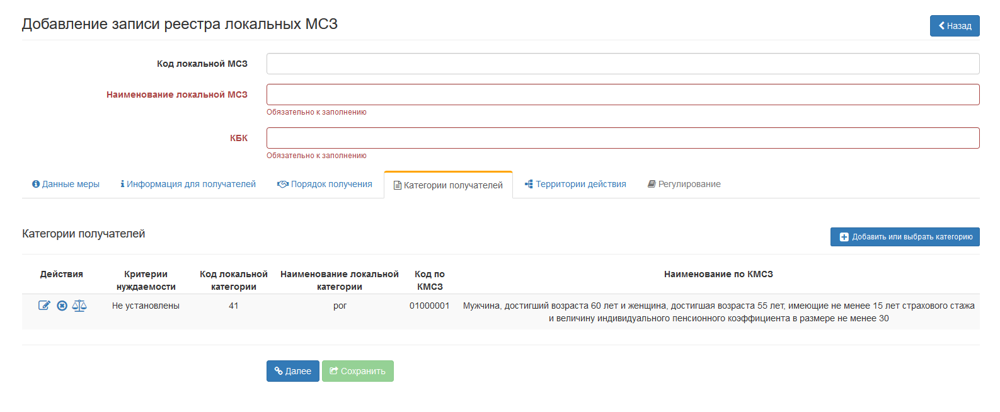 Добавление записи реестра локальных МСЗ
Назад
Код локальной МСЗ
Наименование локальной МСЗ
Обязательно к заполнению
КБК
Обязательно к заполнению
Данные меры Информация для получателей Порядок получения Категории получателей Территории действия Регулирование
Категории получателей
Добавить или выбрать категорию
Действия Критерии нуждаемости Код локальной категории Наименование локальной категории Код по КМСЗ Наименование по КМСЗ
Не установлены 41 рог 01000001 Мужчина, достигший возраста 60 лет и женщина, достигшая возраста 55 лет, имеющие не менее 15 лет страхового стажа
и величину индивидуального пенсионного коэффициента в размере не менее 30
Далее Сохранить